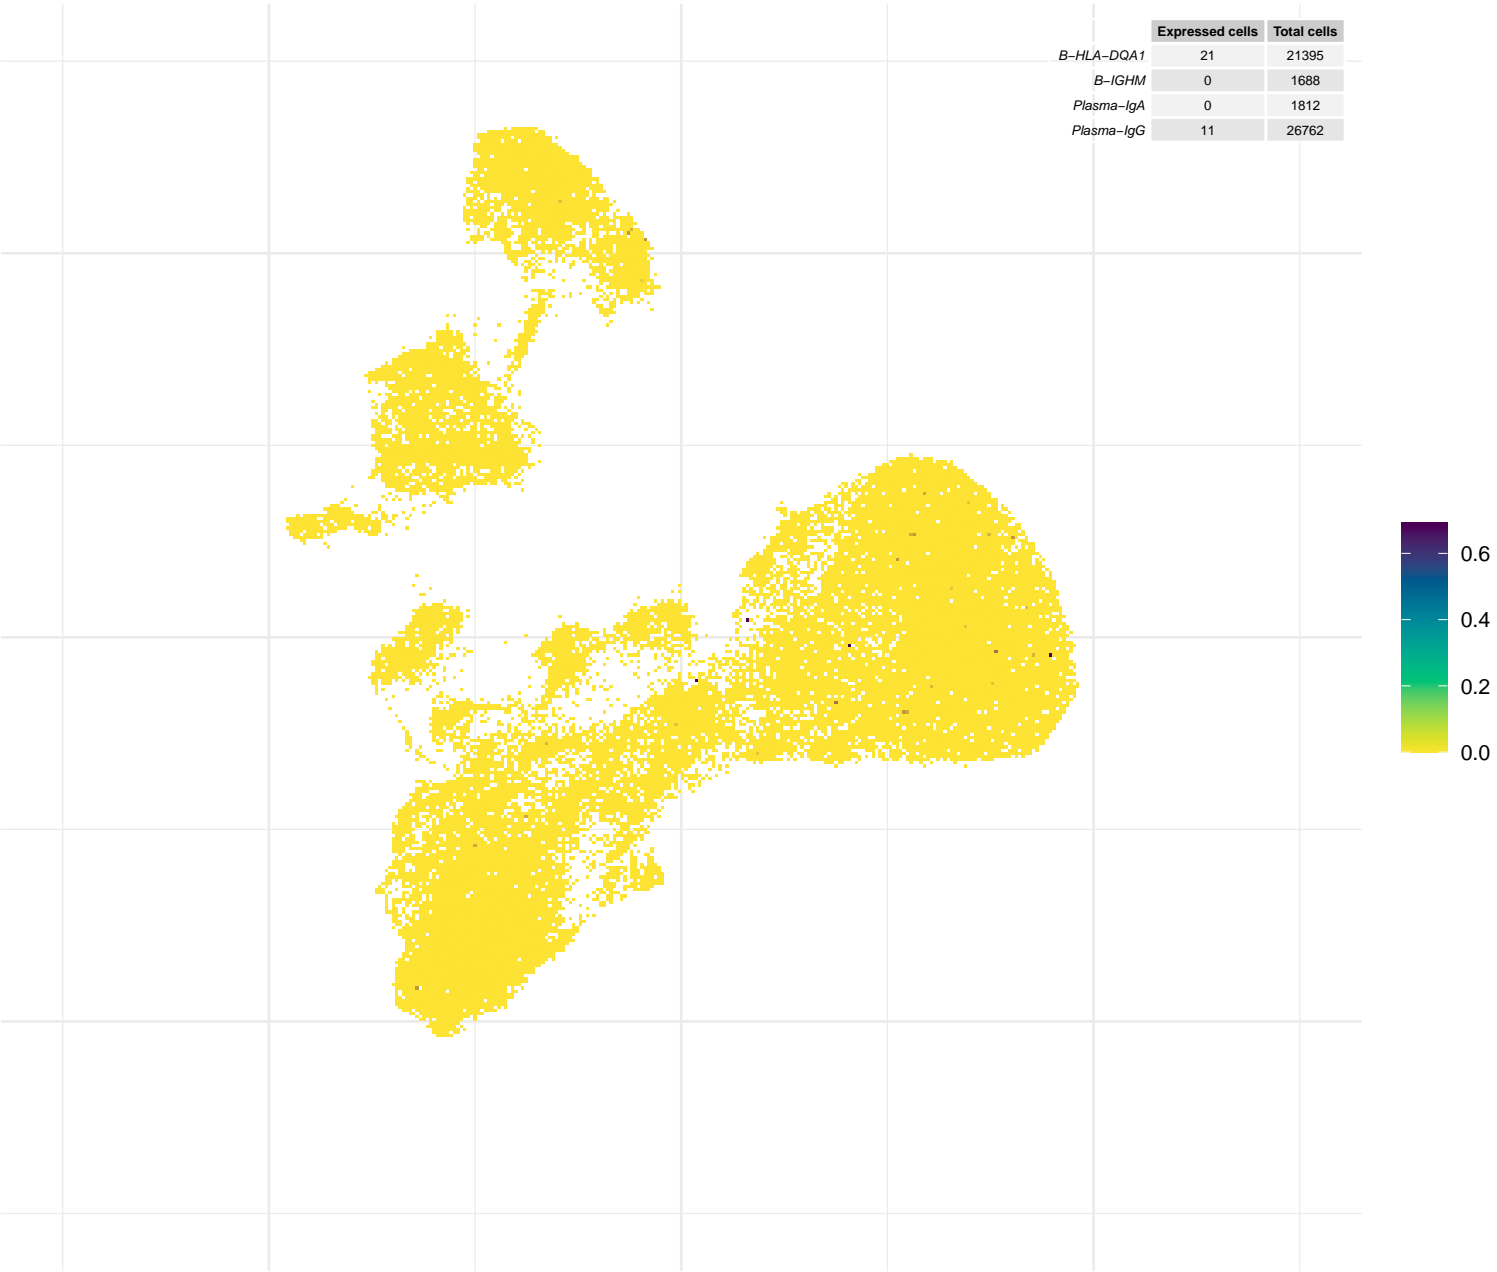 Expressed cells Total cells
B−HLA−DQA1 21 21395
B−IGHM 0 1688
Plasma−IgA 0 1812
Plasma−IgG 11 26762
0.6
0.4
0.2
0.0